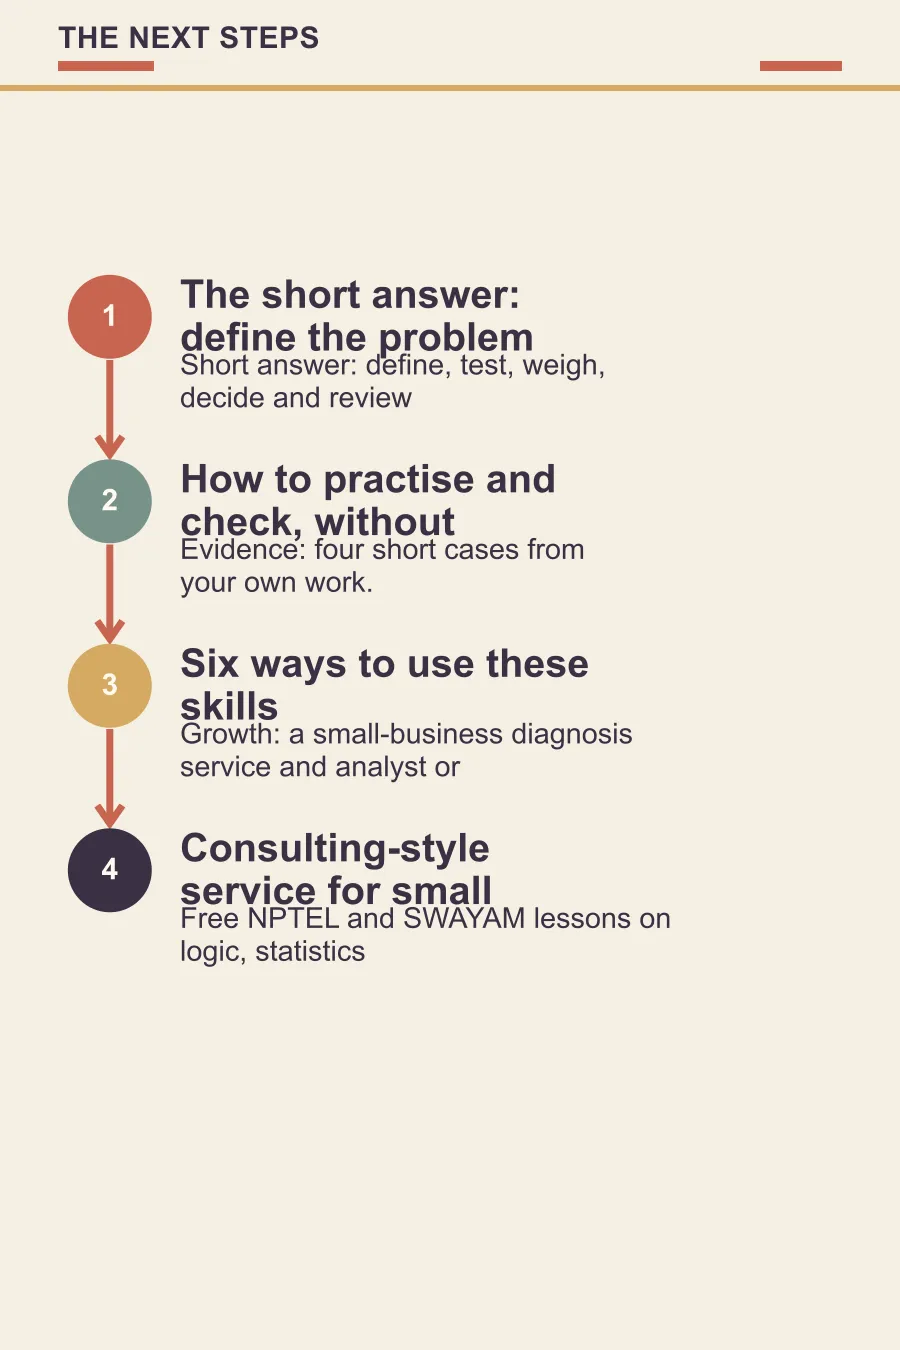 THE NEXT STEPS
1
The short answer:
define the problem
Short answer: define, test, weigh,
decide and review
2
How to practise and
check, without
Evidence: four short cases from
your own work.
3
Six ways to use these
skills
Growth: a small-business diagnosis
service and analyst or
4
Consulting-style
service for small
Free NPTEL and SWAYAM lessons on
logic, statistics